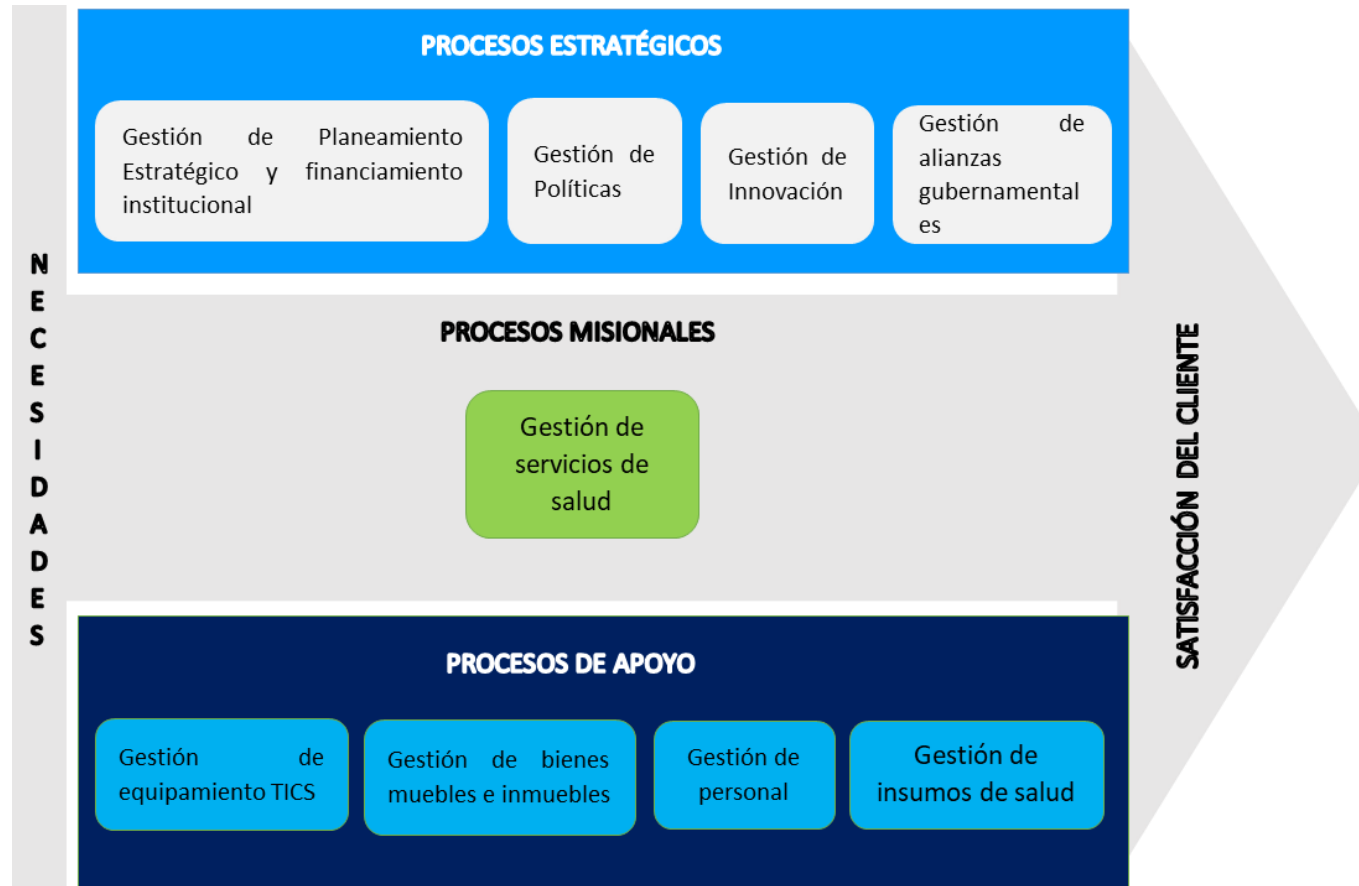 PROCESOS ESTRATÉGICOS
Gestión de Planeamiento
Estratégico y financiamiento
institucional
Gestión de
Políticas
Gestión de
Innovación
Gestión de
alianzas
gubernamental
es
NECESIDADES
PROCESOS MISIONALES
Gestión de
servicios de
salud
SATISFACCIÓN DEL CLIENTE
PROCESOS DE APOYO
Gestión de
equipamiento TICS
Gestión de bienes
muebles e inmuebles
Gestión de
personal
Gestión de
insumos de salud